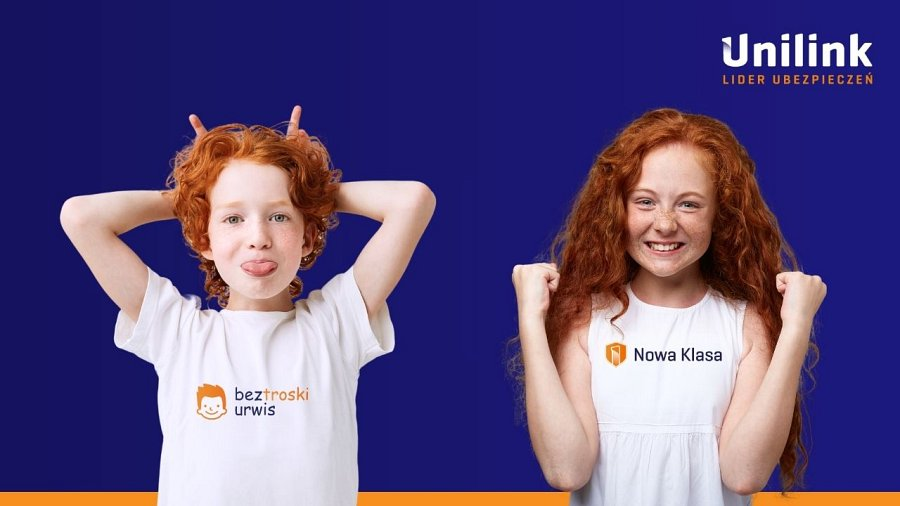 Unilink
LIDER UBEZPIECZEŃ
beztroski
urwis
Nowa Klasa